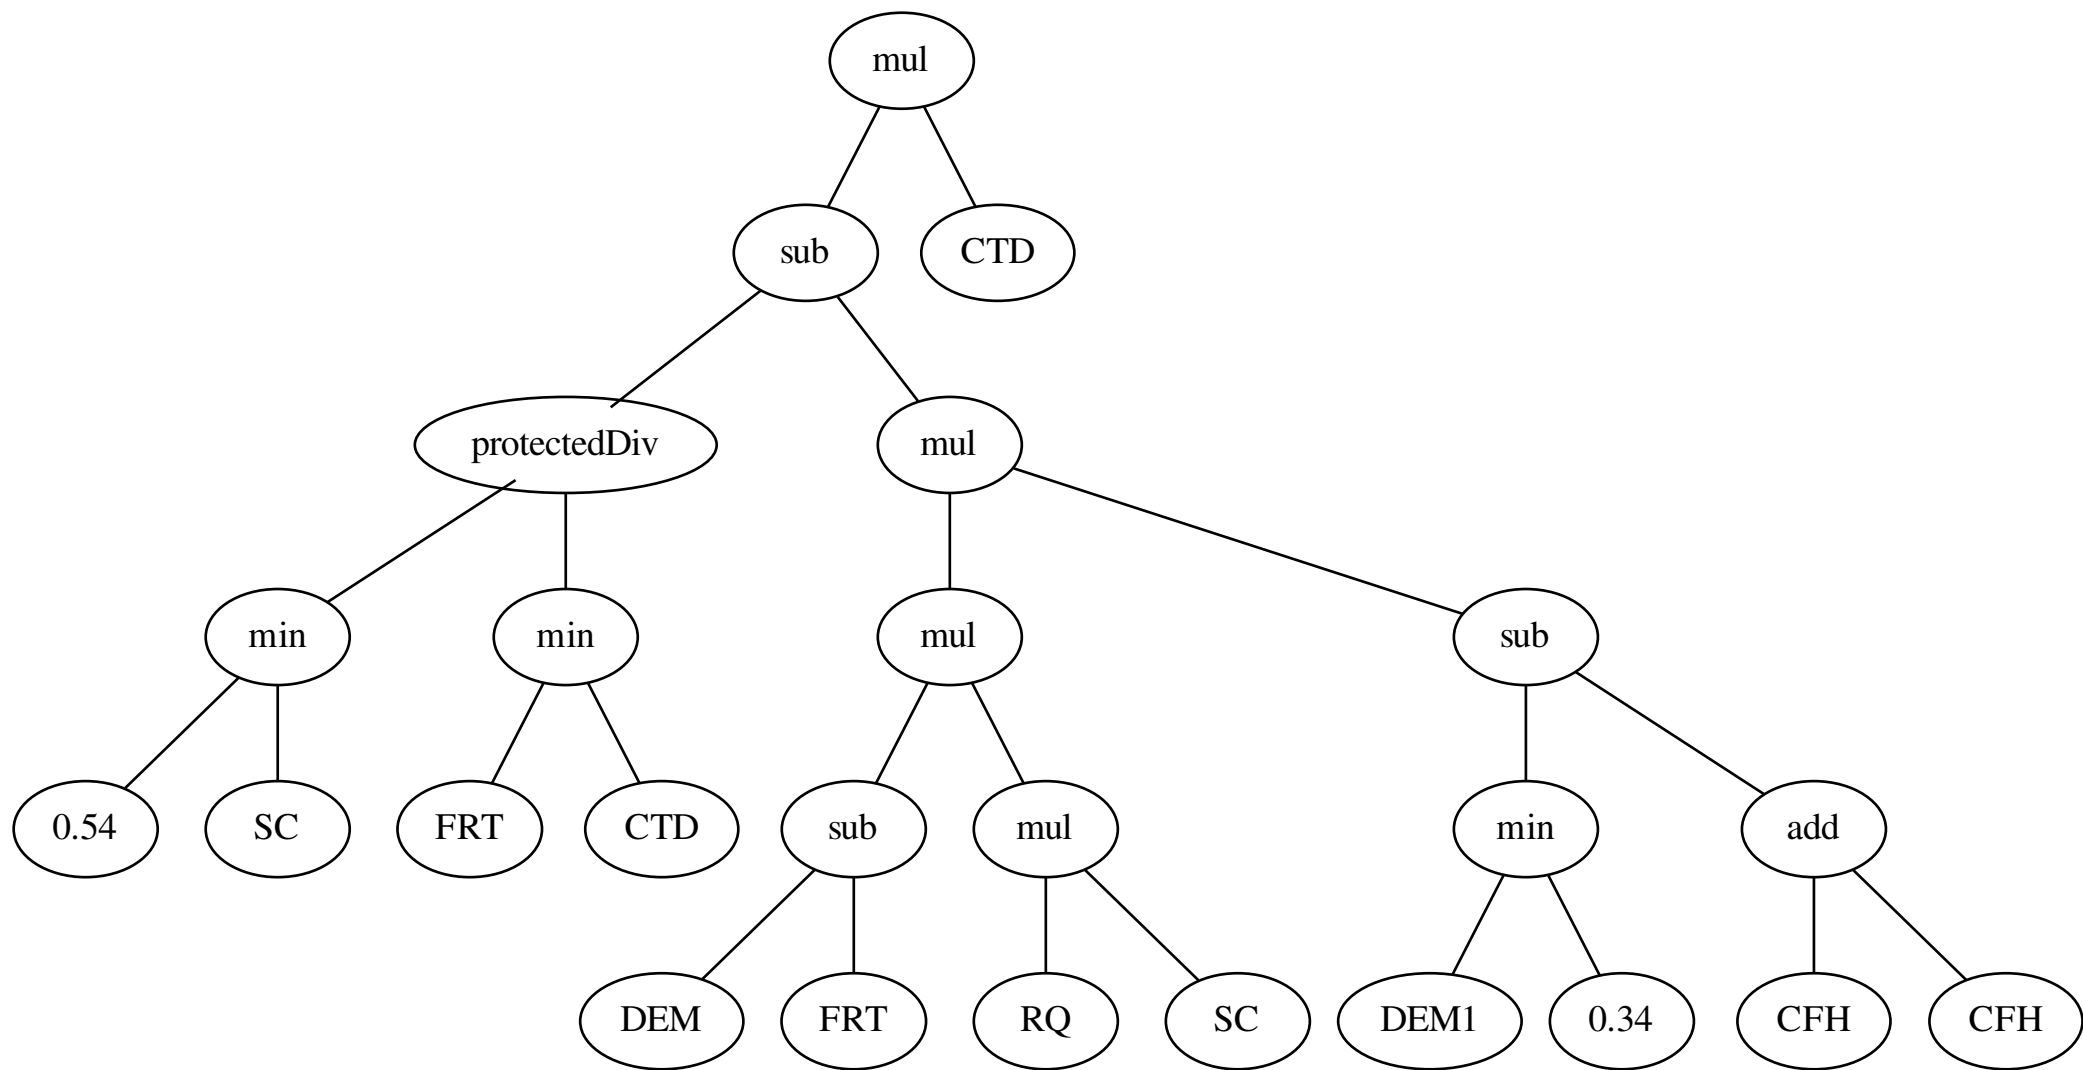 mul
sub
CTD
protectedDiv
mul
min
min
mul
sub
0.54
SC
FRT
CTD
sub
mul
min
add
DEM
FRT
RQ
SC
DEM1
0.34
CFH
CFH